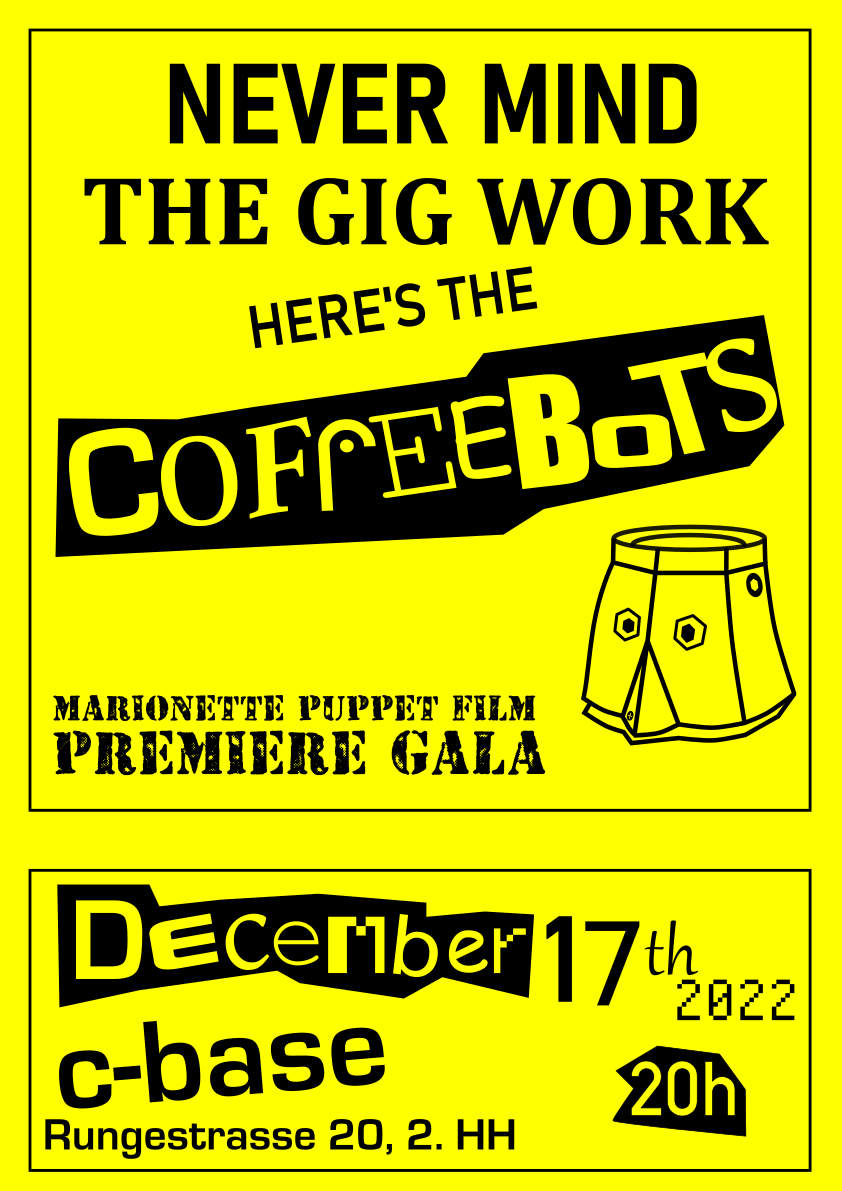 NEVER MIND
THE GIG WORK
HERE'S THE
COFFEEBOTS
MARIONETTE PUPPET FILM
PREMIERE GALA
December 17th
2022
c-base
20h
Rungestrasse 20, 2. HH